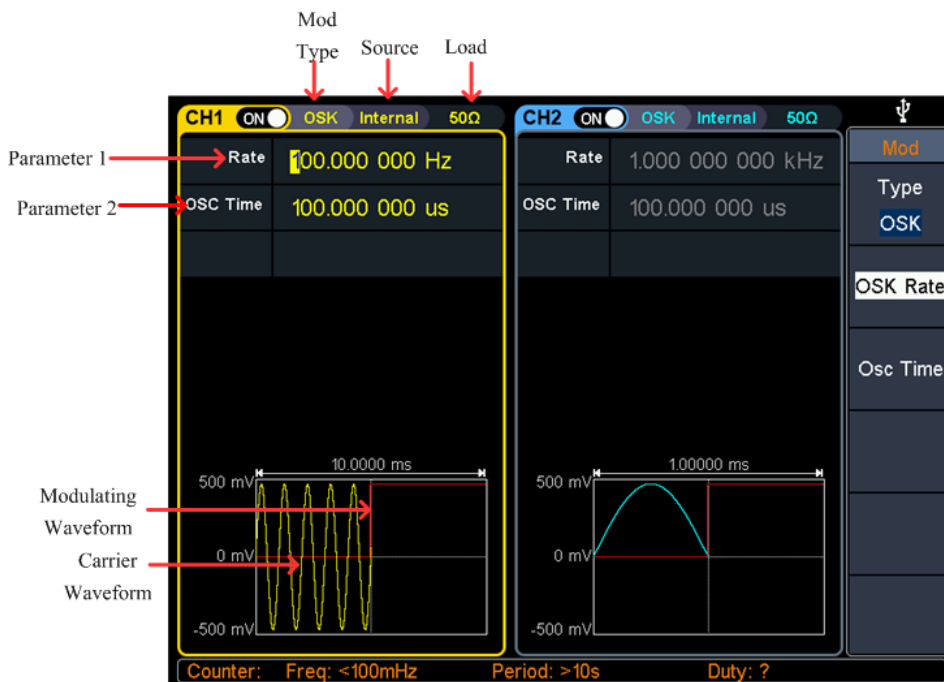 Mod
Type Source Load
CH1 ON OSK Internal 50Ω CH2 ON OSK Internal 50Ω
Mod
Parameter 1 Rate 100.000 000 Hz Rate 1.000 000 000 kHz
Type
OSK
Parameter 2 OSC Time 100.000 000 us OSC Time 100.000 000 us
OSK Rate
Osc Time
10.0000 ms 1.00000 ms
500 mV 500 mV
Modulating
Waveform
0 mV 0 mV
Carrier
Waveform
-500 mV -500 mV
Counter: Freq: <100mHz Period: >10s Duty: ?